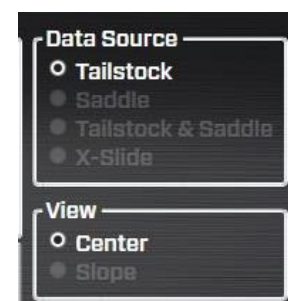 Data Source
Tailstock
Saddle
Tailstock & Saddle
X-Slide
View
Center
Slope